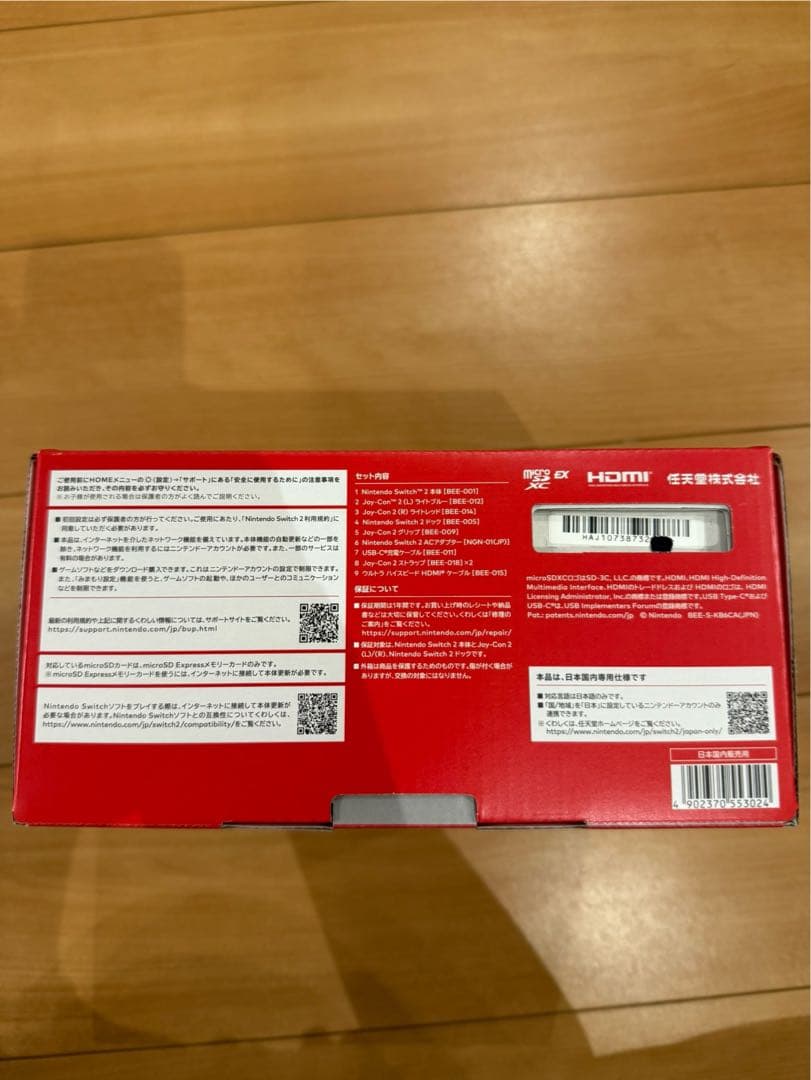 ご使用前にHOMEメニューの (設定)→「サポート」にある「安全に使用するために」の注意事項を
お読みいただき、その内容を必ずお守りください。
※お子様が使用される場合は保護者の方がよく読んでご説明ください。
■ 初回設定は必ず保護者の方が行ってください。ご使用にあたり、「Nintendo Switch 2 利用規約」に
同意していただく必要があります。
■ 本品は、インターネットを介したネットワーク機能を備えています。本体機能の自動更新などの一部を
除き、ネットワーク機能を利用するにはニンテンドーアカウントが必要です。また、一部のサービスは
有料の場合があります。
■ ゲームソフトなどをダウンロード購入できます。これはニンテンドーアカウントの設定で制限できます。
また、「みまもり設定」機能を使うと、ゲームソフトの起動や、ほかのユーザーとのコミュニケーション
などを制限できます。
最新の利用規約や上記に関するくわしい情報については、サポートサイトをご覧ください。
https://support.nintendo.com/jp/bup.html
対応しているmicroSDカードは、microSD Expressメモリーカードのみです。
※ microSD Expressメモリーカードを使うには、インターネットに接続して本体更新が必要です。
Nintendo Switchソフトをプレイする際は、インターネットに接続して本体更新が
必要な場合があります。Nintendo Switchソフトとの互換性についてくわしくは、
https://www.nintendo.com/jp/switch2/compatibility/をご覧ください。
セット内容
1 Nintendo Switch™ 2 本体 [BEE-001]
2 Joy-Con™ 2 (L) ライトブルー [BEE-012]
3 Joy-Con 2 (R) ライトレッド [BEE-014]
4 Nintendo Switch 2 ドック [BEE-005]
5 Joy-Con 2 グリップ [BEE-009]
6 Nintendo Switch 2 ACアダプター [NGN-01(JP)]
7 USB-C®充電ケーブル [BEE-011]
8 Joy-Con 2 ストラップ [BEE-018] ×2
9 ウルトラ ハイスピード HDMI®ケーブル [BEE-015]
保証について
■ 保証期間は1年間です。お買い上げ時のレシートや納品
書などは大切に保管してください。くわしくは「修理の
ご案内」をご覧ください。
https://support.nintendo.com/jp/repair/
■ 保証対象は、Nintendo Switch 2 本体とJoy-Con 2
(L)/(R)、Nintendo Switch 2 ドックです。
■ 外箱は商品を保護するためのものです。傷が付く場合が
ありますが、交換の対象にはなりません。
micro SD XC EX HDMI® 任天堂株式会社
HAJ10738732
microSDXCロゴはSD-3C, LLC.の商標です。HDMI、HDMI High-Definition
Multimedia Interface、HDMIのトレードドレスおよび HDMIのロゴは、HDMI
Licensing Administrator, Inc.の商標または登録商標です。USB Type-C®および
USB-C®は、USB Implementers Forumの登録商標です。
Pat.: patents.nintendo.com/jp © Nintendo BEE-S-KB6CA(JPN)
本品は、日本国内専用仕様です
■ 対応言語は日本語のみです。
■ 「国/地域」を「日本」に設定しているニンテンドーアカウントのみ
連携できます。
※ くわしくは、任天堂ホームページをご覧ください。
https://www.nintendo.com/jp/switch2/japan-only/
日本国内販売用
4 902370 553024